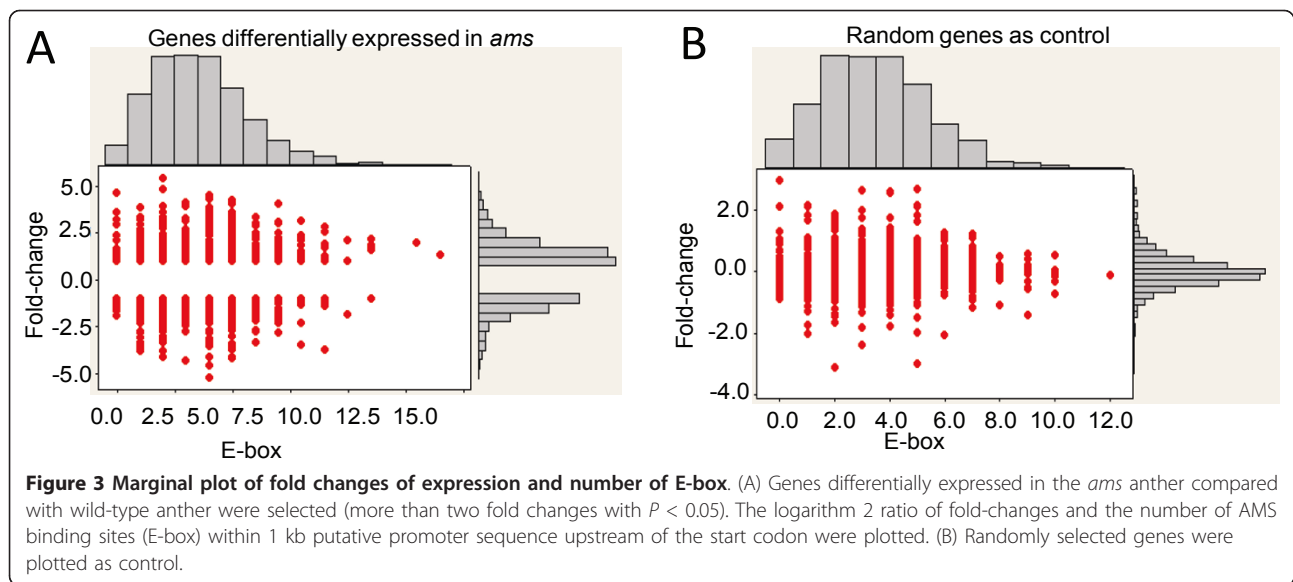 A
Genes differentially expressed in ams
5.0
2.5
0.0
-2.5
-5.0
Fold-change
0.0 2.5 5.0 7.5 10.0 12.5 15.0
E-box
B
Random genes as control
2.0
0.0
-2.0
-4.0
Fold-change
0.0 2.0 4.0 6.0 8.0 10.0 12.0
E-box
Figure 3 Marginal plot of fold changes of expression and number of E-box. (A) Genes differentially expressed in the ams anther compared
with wild-type anther were selected (more than two fold changes with P < 0.05). The logarithm 2 ratio of fold-changes and the number of AMS
binding sites (E-box) within 1 kb putative promoter sequence upstream of the start codon were plotted. (B) Randomly selected genes were
plotted as control.